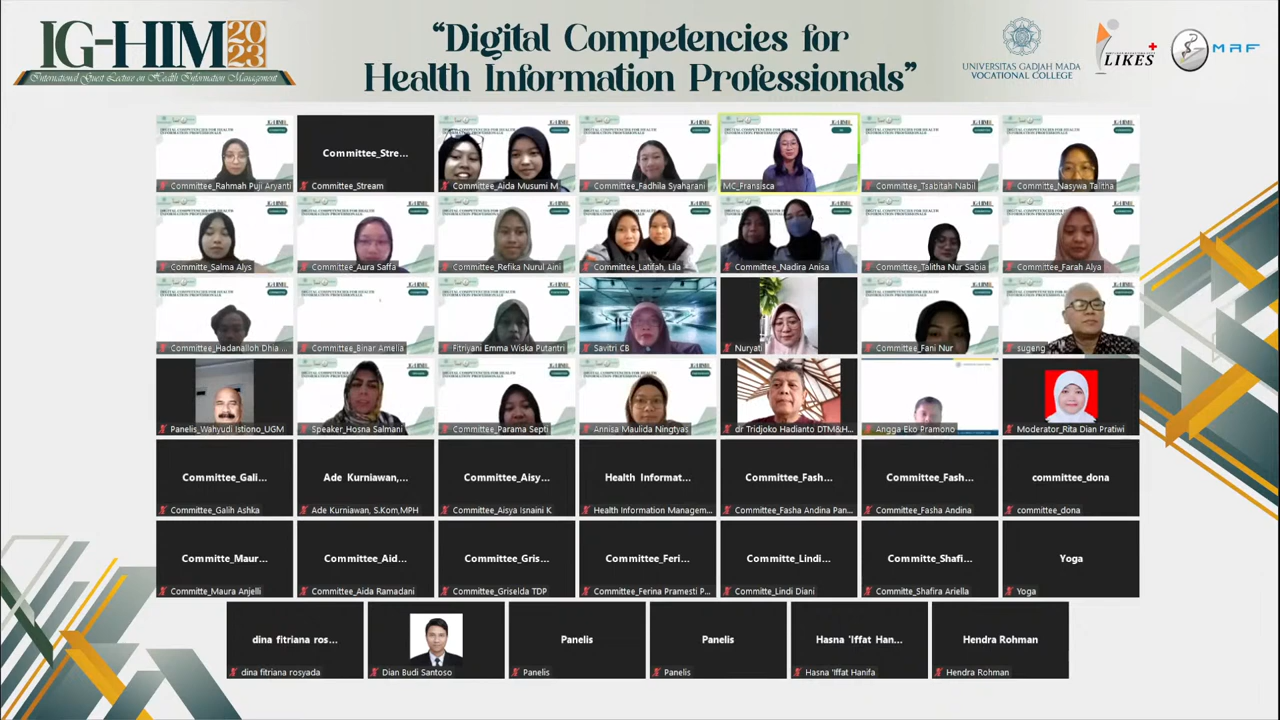 IG-HIM 2023
International Guest Lecture on Health Information Management
“Digital Competencies for
Health Information Professionals”
UNIVERSITAS GADJAH MADA
VOCATIONAL COLLEGE
LIKES
MRF
Committee_Rahmah Puji Aryanti
Committee_Stre...
Committee_Stream
Committee_Aida Musumi M
Committee_Fadhila Syaharani
MC_Fransisca
Committee_Tsabitah Nabil
Committe_Nasywa Talitha
Committe_Salma Alys
Committee_Aura Saffa
Committee_Refika Nurul Aini
Committee_Latifah, Lila
Committee_Nadira Anisa
Committee_Talitha Nur Sabia
Committee_Farah Alya
Committee_Hadanalloh Dhia ...
Committee_Binar Amelia
Fitriyani Emma Wiska Putantri
Savitri CB
Nuryati
Committee_Fani Nur
sugeng
Panelis_Wahyudi Istiono_UGM
Speaker_Hosna Salmani
Committee_Parama Septi
Annisa Maulida Ningtyas
dr Tridjoko Hadianto DTM&H...
Angga Eko Pramono
Moderator_Rita Dian Pratiwi
Committee_Gali...
Ade Kurniawan,...
Committee_Aisy...
Health Informat...
Committee_Fash...
Committee_Fash...
committee_dona
Committee_Galih Ashka
Ade Kurniawan, S.Kom,MPH
Committee_Aisya Isnaini K
Health Information Managem...
Committee_Fasha Andina Pan...
Committee_Fasha Andina
committee_dona
Committe_Maur...
Committee_Aid...
Committee_Gris...
Committee_Feri...
Committe_Lindi...
Committe_Shafi...
Yoga
Committe_Maura Anjelli
Committee_Aida Ramadani
Committee_Griselda TDP
Committee_Ferina Pramesti P...
Committe_Lindi Diani
Committe_Shafira Ariella
Yoga
dina fitriana ros...
Panelis
Panelis
Hasna 'Iffat Han...
Hendra Rohman
dina fitriana rosyada
Dian Budi Santoso
Panelis
Panelis
Hasna 'Iffat Hanifa
Hendra Rohman